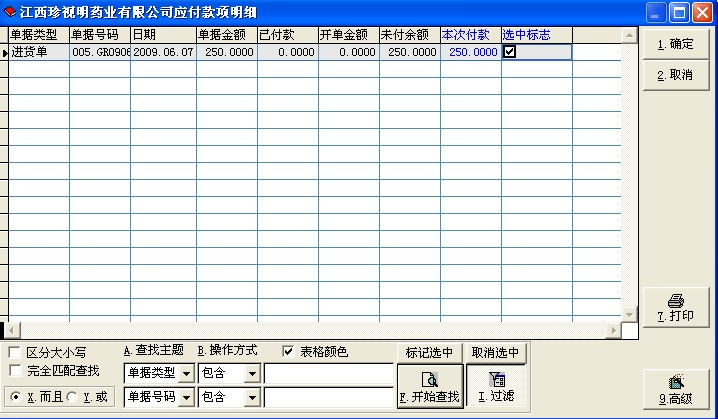 江西珍视明药业有限公司应付款项明细
单据类型 单据号码 日期 单据金额 已付款 开单金额 未付余额 本次付款 选中标志
进货单 005.GR0906 2009.06.07 250.0000 0.0000 0.0000 250.0000 250.0000
1.确定
2.取消
7.打印
区分大小写 A.查找主题 B.操作方式 表格颜色 标记选中 取消选中
完全匹配查找 单据类型 包含
X.而且 Y.或 单据号码 包含 F.开始查找 I.过滤
9.高级